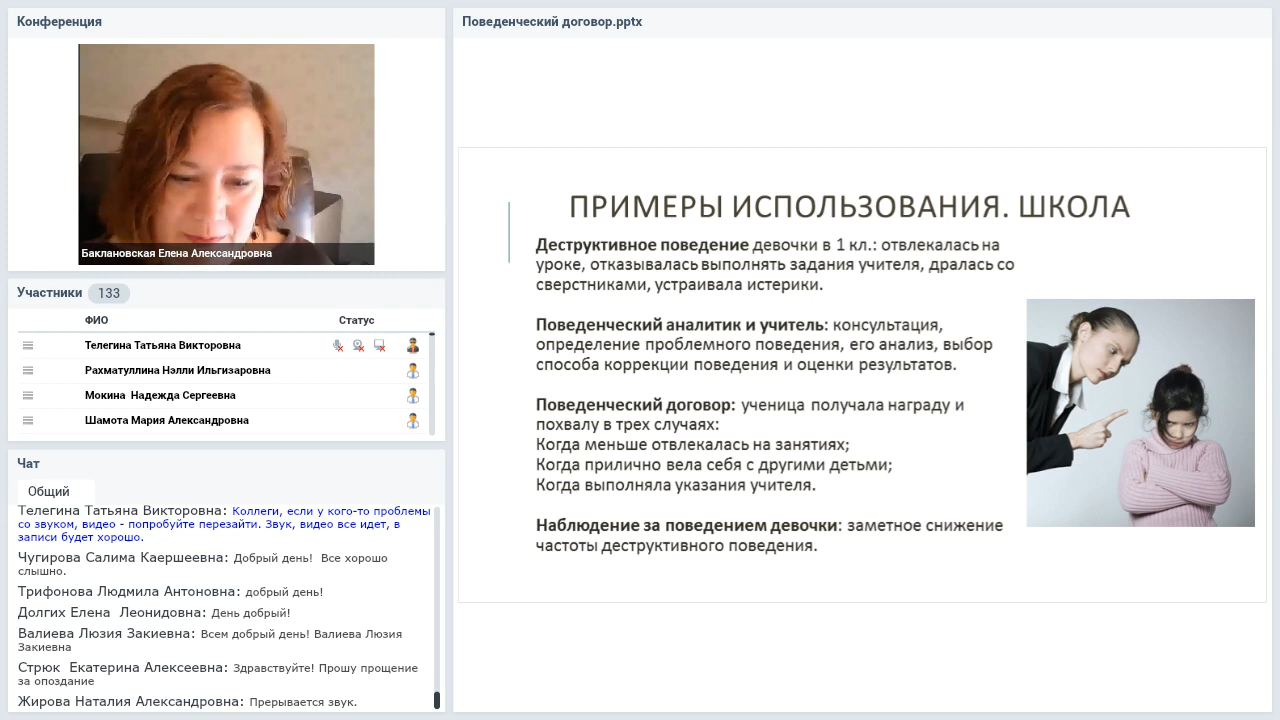 Конференция
Баклановская Елена Александровна
Участники 133
ФИО Статус
Телегина Татьяна Викторовна
Рахматуллина Нэлли Ильгизаровна
Мокина Надежда Сергеевна
Шамота Мария Александровна
Чат
Общий
Телегина Татьяна Викторовна: Коллеги, если у кого-то проблемы
со звуком, видео - попробуйте перезайти. Звук, видео все идет, в
записи будет хорошо.
Чугирова Салима Каершеевна: Добрый день! Все хорошо
слышно.
Трифонова Людмила Антоновна: добрый день!
Долгих Елена Леонидовна: День добрый!
Валиева Люзия Закиевна: Всем добрый день! Валиева Люзия
Закиевна
Стрюк Екатерина Алексеевна: Здравствуйте! Прошу прощение
за опоздание
Жирова Наталия Александровна: Прерывается звук.
Поведенческий договор.pptx
ПРИМЕРЫ ИСПОЛЬЗОВАНИЯ. ШКОЛА
Деструктивное поведение девочки в 1 кл.: отвлекалась на
уроке, отказывалась выполнять задания учителя, дралась со
сверстниками, устраивала истерики.
Поведенческий аналитик и учитель: консультация,
определение проблемного поведения, его анализ, выбор
способа коррекции поведения и оценки результатов.
Поведенческий договор: ученица получала награду и
похвалу в трех случаях:
Когда меньше отвлекалась на занятиях;
Когда прилично вела себя с другими детьми;
Когда выполняла указания учителя.
Наблюдение за поведением девочки: заметное снижение
частоты деструктивного поведения.